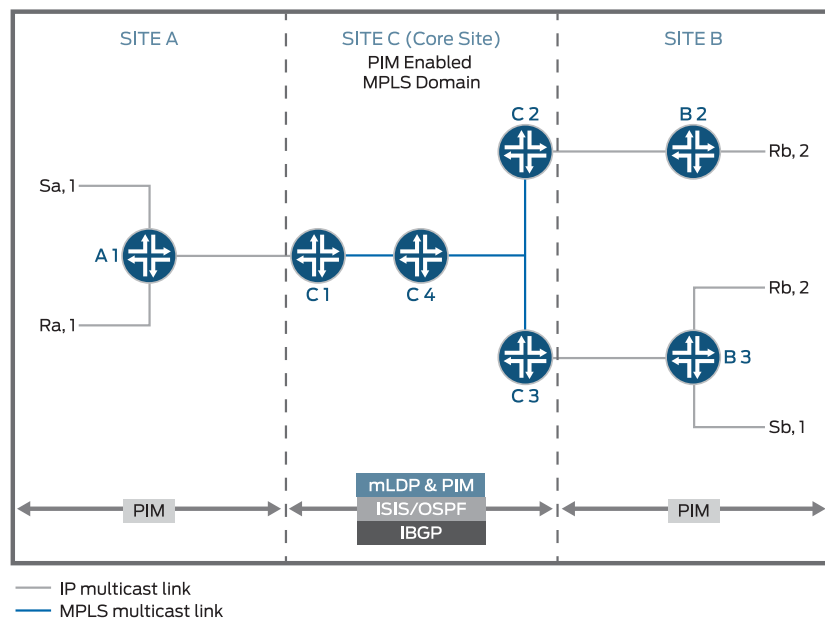 SITE A
SITE C (Core Site)
PIM Enabled
MPLS Domain
SITE B
C 2
B 2
Rb, 2
Sa, 1
A 1
C 1
C 4
Ra, 1
Rb, 2
C 3
B 3
Sb, 1
PIM
mLDP & PIM
ISIS/OSPF
IBGP
PIM
IP multicast link
MPLS multicast link